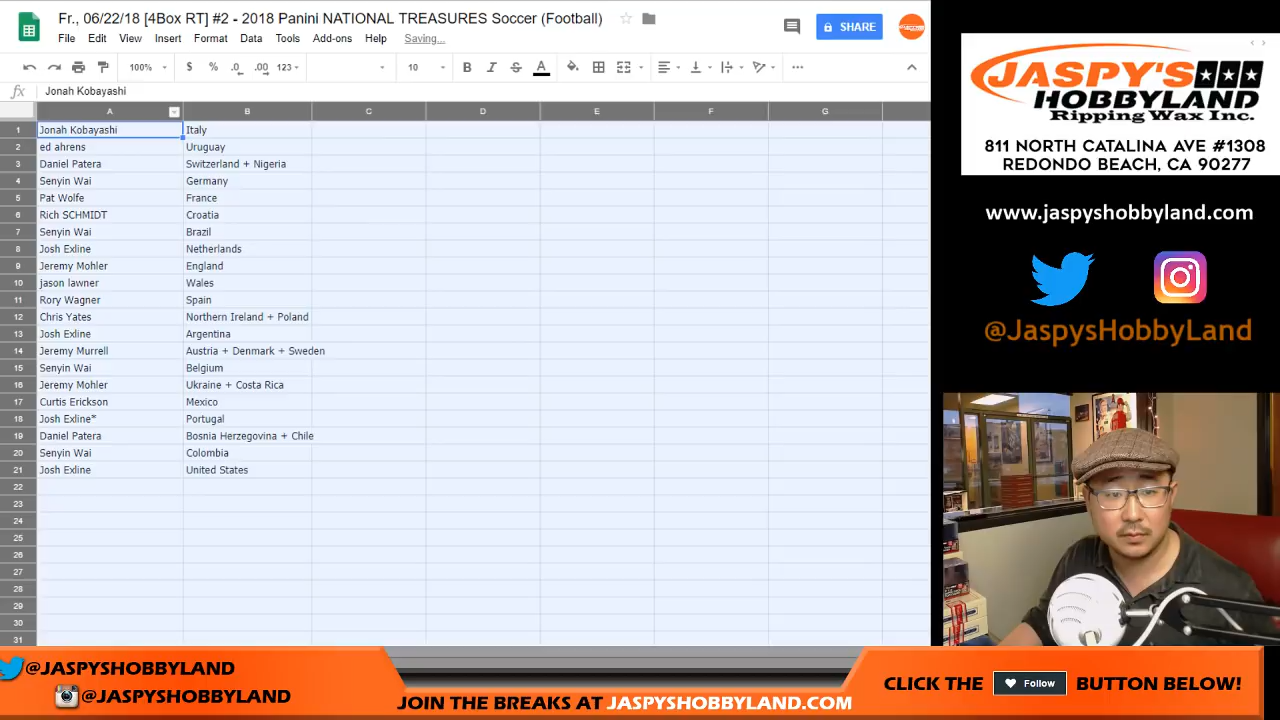 Fr., 06/22/18 [4Box RT] #2 - 2018 Panini NATIONAL TREASURES Soccer (Football)
File Edit View Insert Format Data Tools Add-ons Help Saving...
SHARE
100% $ % .0 .00 123 10 B I S A
fx Jonah Kobayashi
A B C D E F G
1 Jonah Kobayashi Italy
2 ed ahrens Uruguay
3 Daniel Patera Switzerland + Nigeria
4 Senyin Wai Germany
5 Pat Wolfe France
6 Rich SCHMIDT Croatia
7 Senyin Wai Brazil
8 Josh Exline Netherlands
9 Jeremy Mohler England
10 jason lawner Wales
11 Rory Wagner Spain
12 Chris Yates Northern Ireland + Poland
13 Josh Exline Argentina
14 Jeremy Murrell Austria + Denmark + Sweden
15 Senyin Wai Belgium
16 Jeremy Mohler Ukraine + Costa Rica
17 Curtis Erickson Mexico
18 Josh Exline* Portugal
19 Daniel Patera Bosnia Herzegovina + Chile
20 Senyin Wai Colombia
21 Josh Exline United States
22
23
24
25
26
27
28
29
30
31
JASPY'S
HOBBYLAND
Ripping Wax Inc.
811 NORTH CATALINA AVE #1308
REDONDO BEACH, CA 90277
www.jaspyshobbyland.com
@JaspysHobbyLand
@JASPYSHOBBYLAND
@JASPYSHOBBYLAND
JOIN THE BREAKS AT JASPYSHOBBYLAND.COM
CLICK THE Follow BUTTON BELOW!